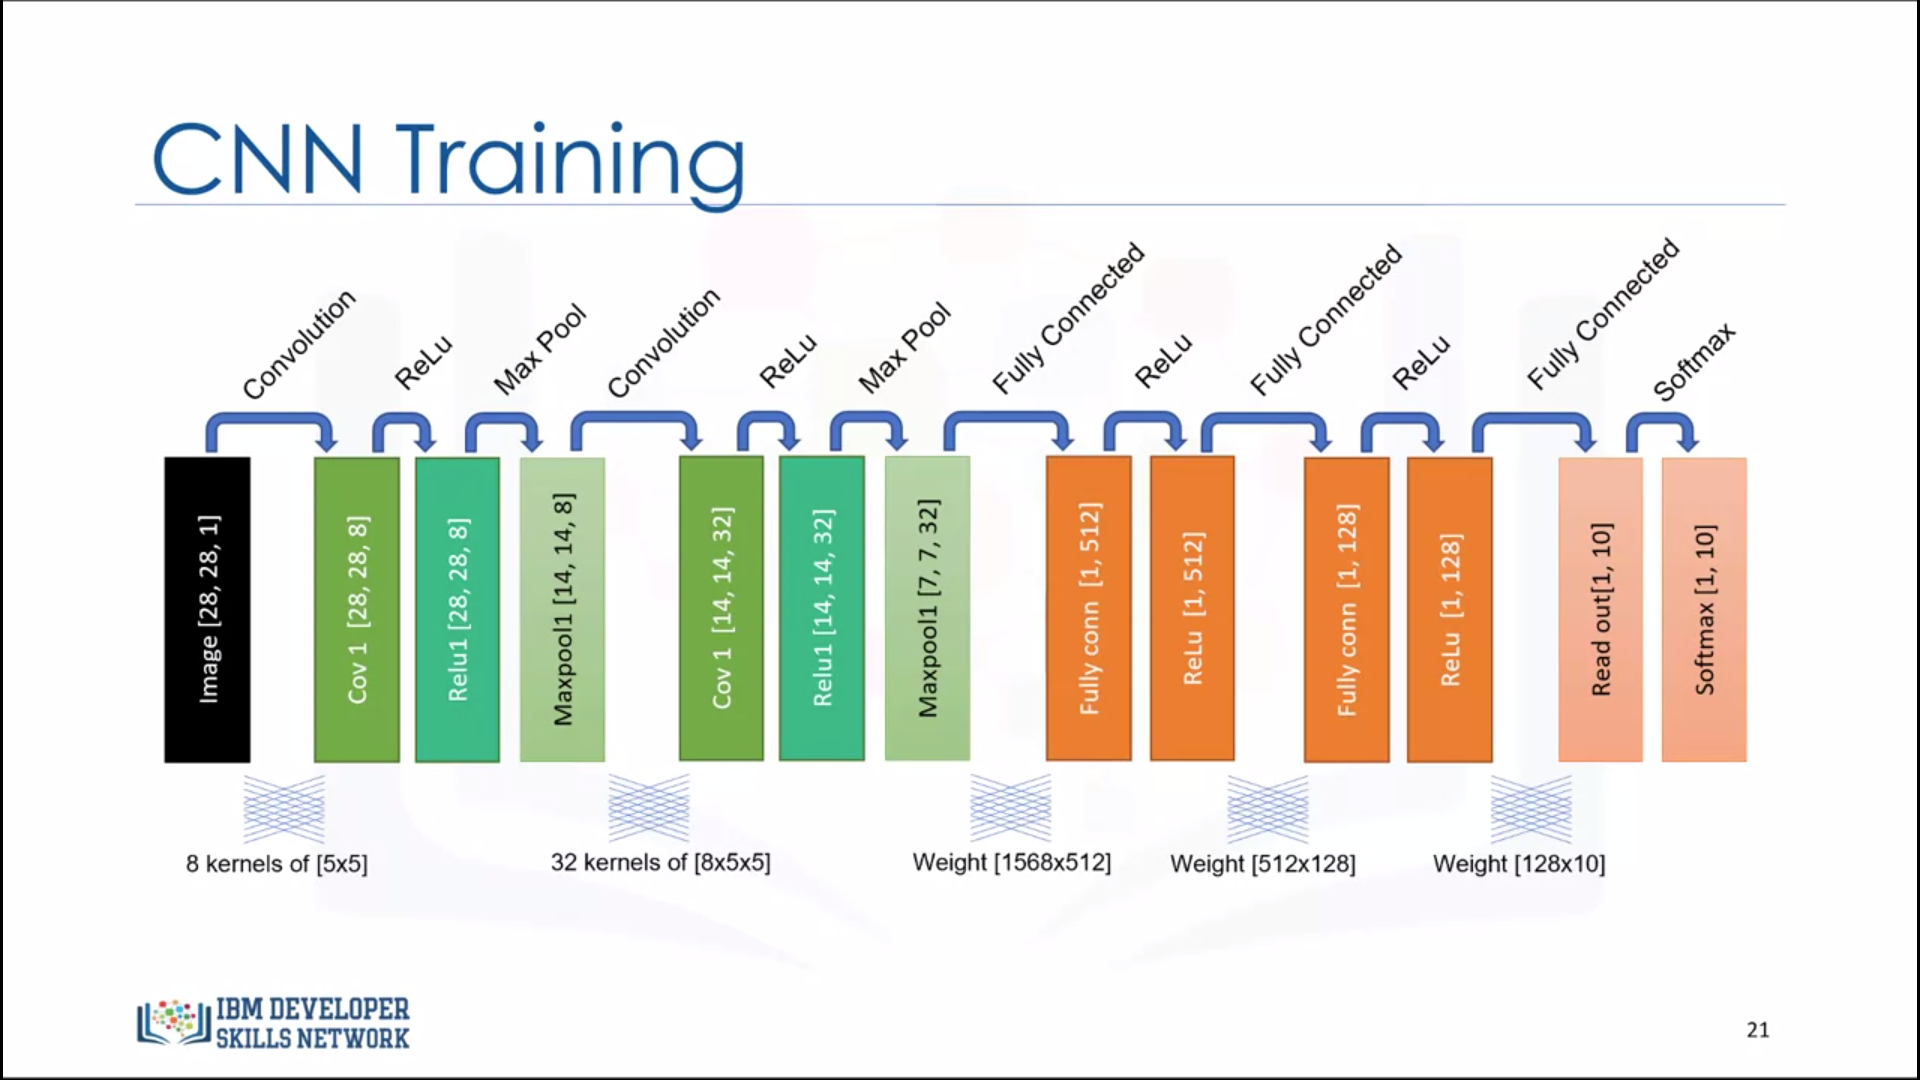 CNN Training
Convolution
ReLu
Max Pool
Convolution
ReLu
Max Pool
Fully Connected
ReLu
Fully Connected
ReLu
Fully Connected
Softmax
Image [28, 28, 1]
Cov 1 [28, 28, 8]
Relu1 [28, 28, 8]
Maxpool1 [14, 14, 8]
Cov 1 [14, 14, 32]
Relu1 [14, 14, 32]
Maxpool1 [7, 7, 32]
Fully conn [1, 512]
ReLu [1, 512]
Fully conn [1, 128]
ReLu [1, 128]
Read out[1, 10]
Softmax [1, 10]
8 kernels of [5x5]
32 kernels of [8x5x5]
Weight [1568x512]
Weight [512x128]
Weight [128x10]
IBM DEVELOPER
SKILLS NETWORK
21